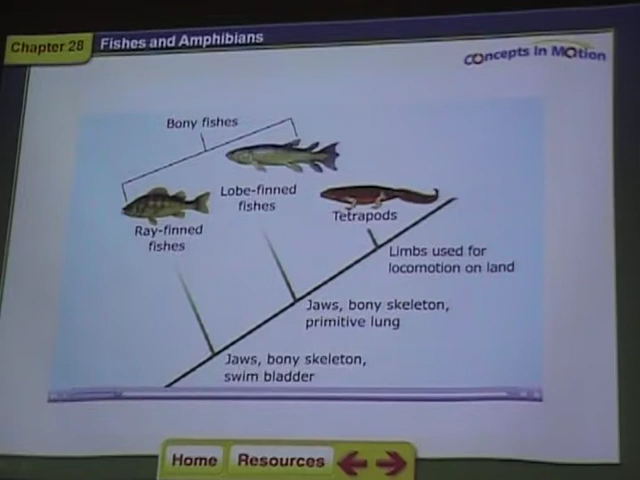 Chapter 28
Fishes and Amphibians
COncepts In MOtion
Bony fishes
Lobe-finned
fishes
Tetrapods
Ray-finned
fishes
Limbs used for
locomotion on land
Jaws, bony skeleton,
primitive lung
Jaws, bony skeleton,
swim bladder
Home
Resources